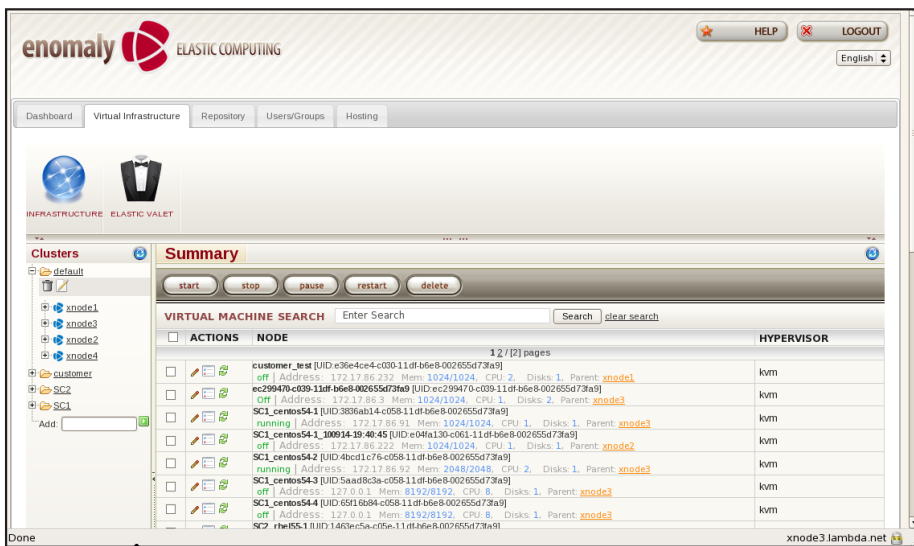 enomaly ELASTIC COMPUTING
HELP LOGOUT
English
Dashboard Virtual Infrastructure Repository Users/Groups Hosting
INFRASTRUCTURE ELASTIC VALET
Clusters
default
xnode1
xnode3
xnode2
xnode4
customer
SC2
SC1
Add:
Summary
start stop pause restart delete
VIRTUAL MACHINE SEARCH Enter Search Search clear search
ACTIONS NODE HYPERVISOR
1 2 / [2] pages
customer_test [UID:e36e4ce4-c030-11df-b6e8-002655d73fa9]
off | Address: 172.17.86.232 Mem: 1024/1024, CPU: 2, Disks: 1, Parent: xnode1
kvm
ec299470-c039-11df-b6e8-002655d73fa9 [UID:ec299470-c039-11df-b6e8-002655d73fa9]
Off | Address: 172.17.86.3 Mem: 1024/1024, CPU: 1, Disks: 2, Parent: xnode3
kvm
SC1_centos54-1 [UID:3836ab14-c058-11df-b6e8-002655d73fa9]
running | Address: 172.17.86.91 Mem: 1024/1024, CPU: 1, Disks: 1, Parent: xnode3
kvm
SC1_centos54-1_100914-19:40:45 [UID:e04fa130-c061-11df-b6e8-002655d73fa9]
off | Address: 172.17.86.222 Mem: 1024/1024, CPU: 1, Disks: 1, Parent: xnode2
kvm
SC1_centos54-2 [UID:4bcd1c76-c058-11df-b6e8-002655d73fa9]
running | Address: 172.17.86.92 Mem: 2048/2048, CPU: 2, Disks: 1, Parent: xnode3
kvm
SC1_centos54-3 [UID:5aad8c3a-c058-11df-b6e8-002655d73fa9]
off | Address: 127.0.0.1 Mem: 8192/8192, CPU: 8, Disks: 1, Parent: xnode3
kvm
SC1_centos54-4 [UID:65f16b84-c058-11df-b6e8-002655d73fa9]
off | Address: 127.0.0.1 Mem: 8192/8192, CPU: 8, Disks: 1, Parent: xnode3
kvm
SC2_rhel55-1 [UID:1463ec5a-c05e-11df-b6e8-002655d73fa9]
Done xnode3.lambda.net